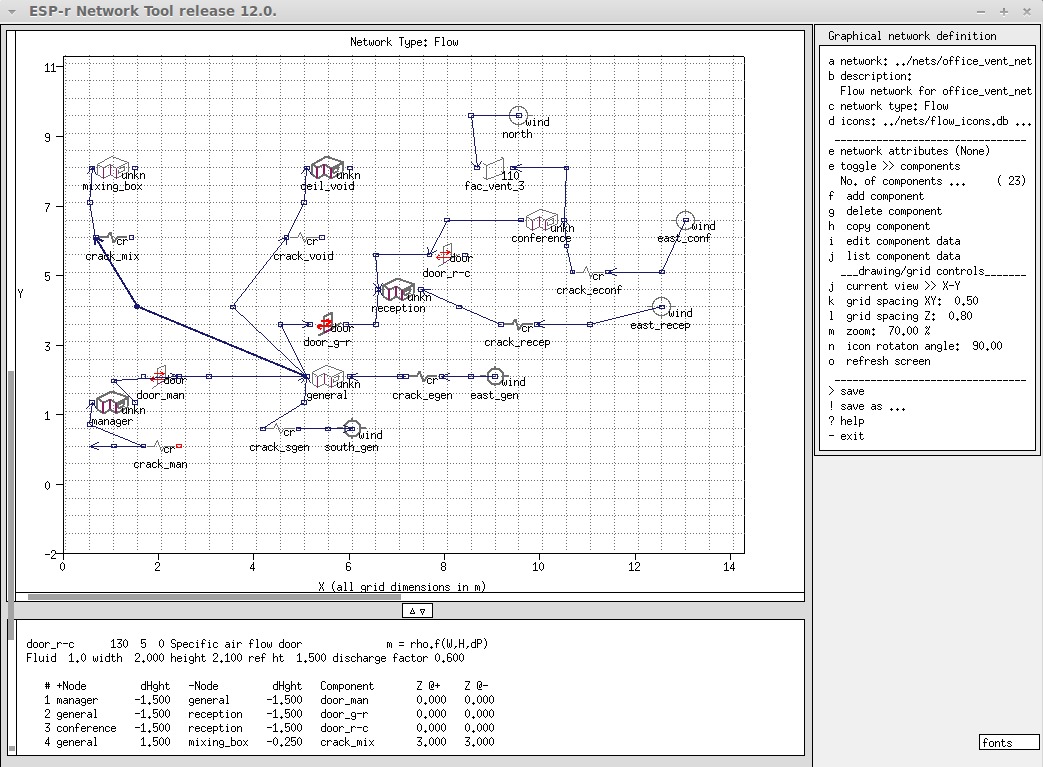 ESP-r Network Tool release 12.0.
Network Type: Flow
Graphical network definition
a network: ../nets/office_vent_net
b description:
Flow network for office_vent_net
c network type: Flow
d icons: ../nets/flow_icons.db ...
e network attributes (None)
e toggle >> components
No. of components ... ( 23)
f add component
g delete component
h copy component
i edit component data
j list component data
___drawing/grid controls_______
j current view >> X-Y
k grid spacing XY: 0.50
l grid spacing Z: 0.80
m zoom: 70.00 %
n icon rotaton angle: 90.00
o refresh screen
> save
! save as ...
? help
- exit
fonts
11
9
7
5
3
1
0
-2
Y
0 2 4 6 8 10 12 14
X (all grid dimensions in m)
wind
north
unkn
mixing_box
unkn
ceil_void
110
fac_vent_3
unkn
conference
wind
east_conf
cr
crack_mix
cr
crack_void
door
door_r-c
cr
crack_econf
unkn
reception
wind
east_recep
door
door_g-r
cr
crack_recep
door
door_man
unkn
general
cr
crack_egen
wind
east_gen
unkn
manager
cr
crack_sgen
wind
south_gen
cr
crack_man
door_r-c 130 5 0 Specific air flow door m = rho.f(W,H,dP)
Fluid 1.0 width 2.000 height 2.100 ref ht 1.500 discharge factor 0.600
# +Node dHght -Node dHght Component Z @+ Z @-
1 manager -1.500 general -1.500 door_man 0.000 0.000
2 general -1.500 reception -1.500 door_g-r 0.000 0.000
3 conference -1.500 reception -1.500 door_r-c 0.000 0.000
4 general 1.500 mixing_box -0.250 crack_mix 3.000 3.000